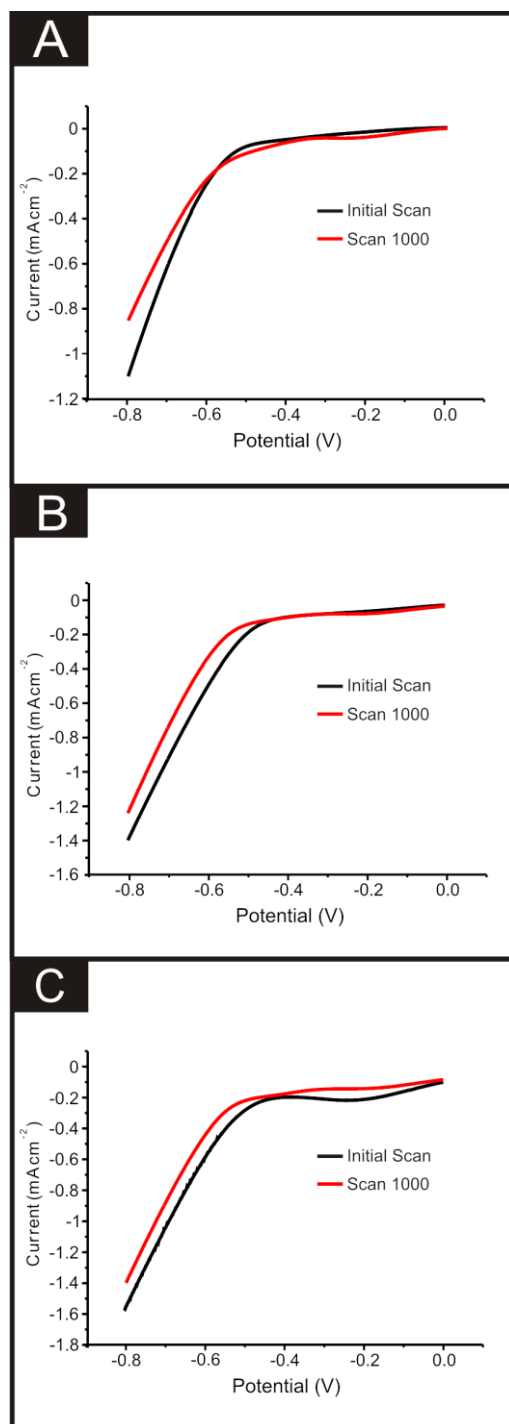 A
0
-0.2
-0.4
-0.6
-0.8
-1
-1.2
Current (mAcm-2)
Initial Scan
Scan 1000
-0.8 -0.6 -0.4 -0.2 0.0
Potential (V)
B
0
-0.2
-0.4
-0.6
-0.8
-1
-1.2
-1.4
-1.6
Current (mAcm-2)
Initial Scan
Scan 1000
-0.8 -0.6 -0.4 -0.2 0.0
Potential (V)
C
0
-0.2
-0.4
-0.6
-0.8
-1
-1.2
-1.4
-1.6
-1.8
Current (mAcm-2)
Initial Scan
Scan 1000
-0.8 -0.6 -0.4 -0.2 0.0
Potential (V)